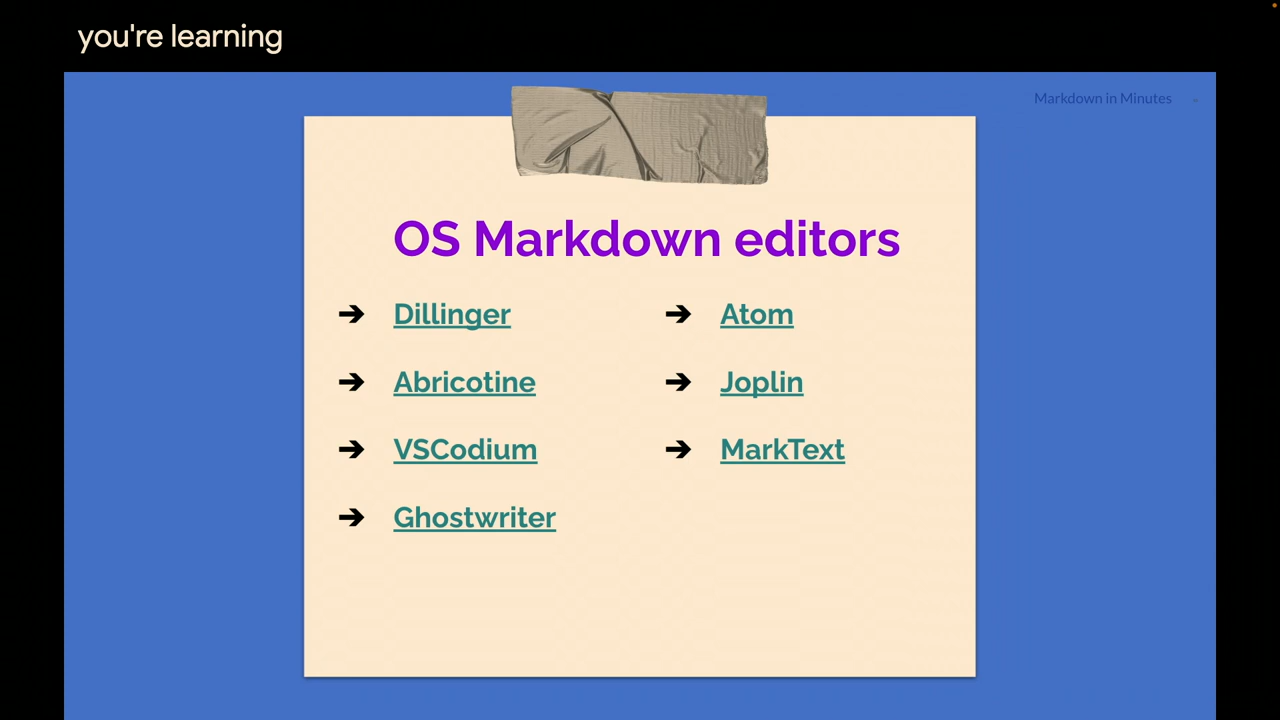 you're learning
Markdown in Minutes
OS Markdown editors
➔ Dillinger
➔ Abricotine
➔ VSCodium
➔ Ghostwriter
➔ Atom
➔ Joplin
➔ MarkText